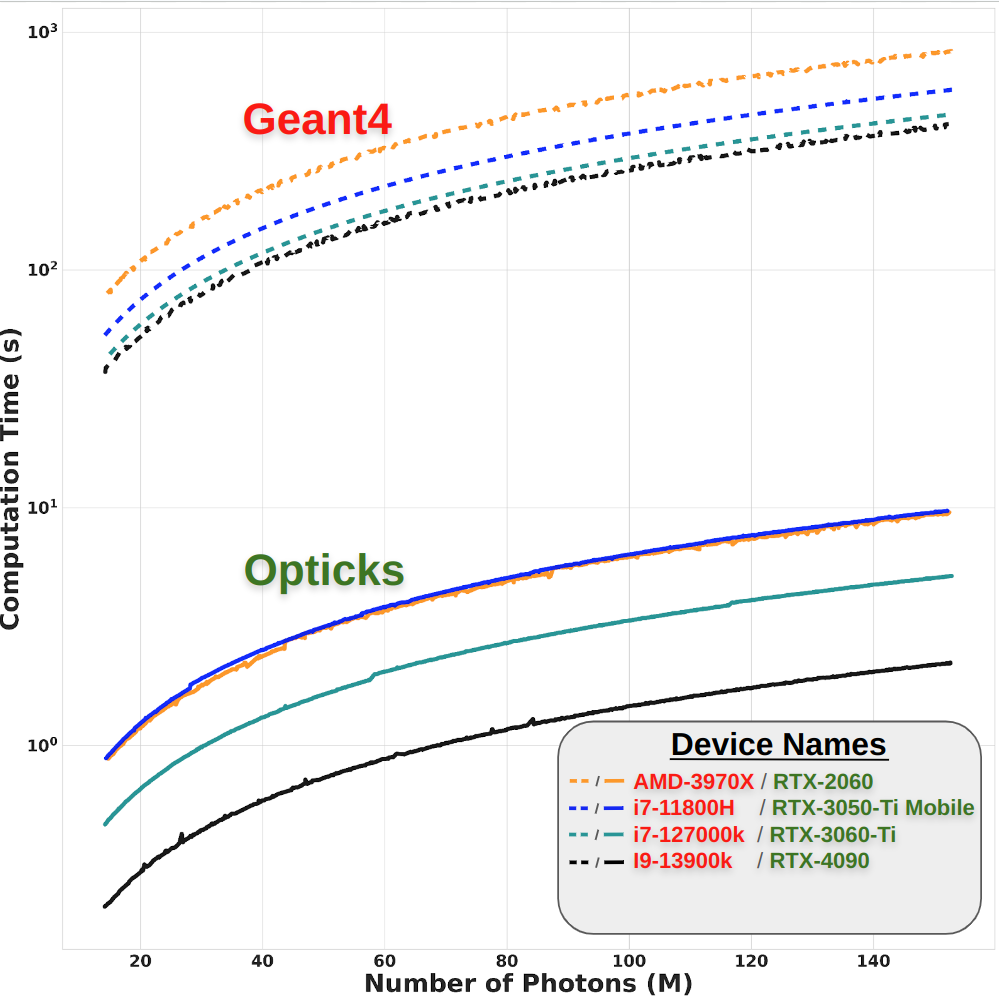 10³
Geant4
10²
Computation Time (s)
10¹
Opticks
10⁰
Device Names
/ AMD-3970X / RTX-2060
/ i7-11800H / RTX-3050-Ti Mobile
/ i7-127000k / RTX-3060-Ti
/ I9-13900k / RTX-4090
20 40 60 80 100 120 140
Number of Photons (M)